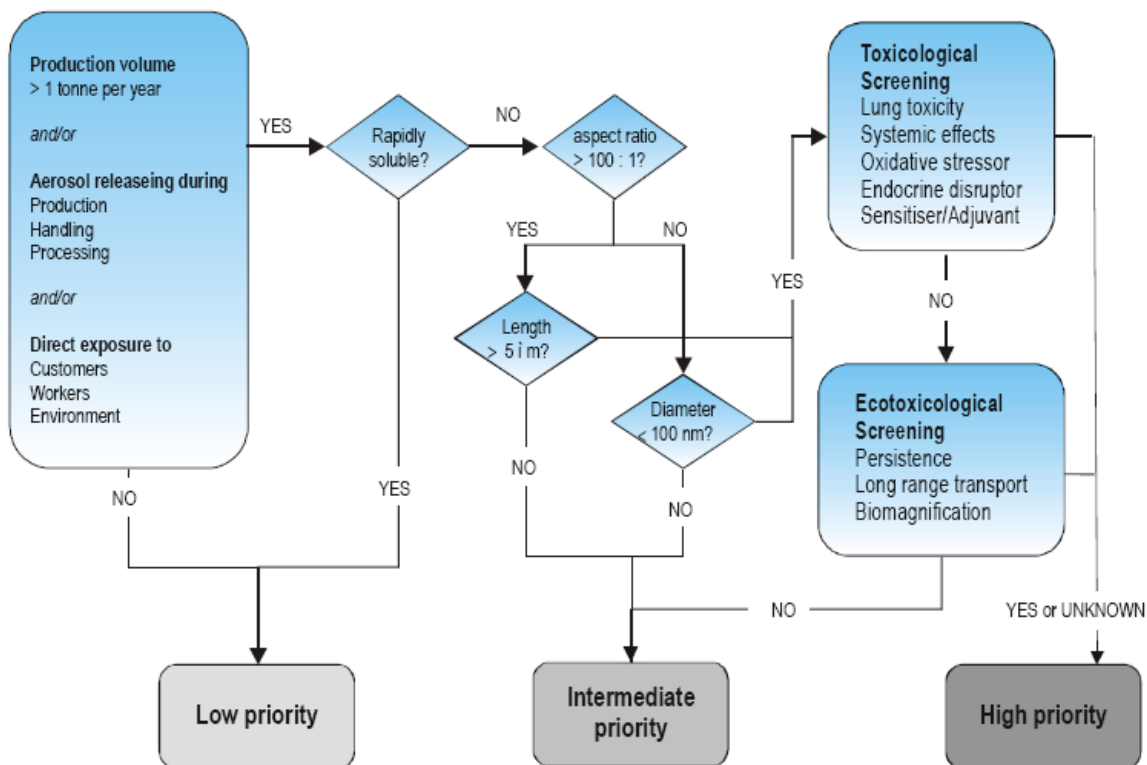 Production volume
> 1 tonne per year
and/or
Aerosol releaseing during
Production
Handling
Processing
and/or
Direct exposure to
Customers
Workers
Environment
YES
Rapidly
soluble?
NO
aspect ratio
> 100 : 1?
YES
NO
Length
> 5 ì m?
Diameter
< 100 nm?
YES
Toxicological
Screening
Lung toxicity
Systemic effects
Oxidative stressor
Endocrine disruptor
Sensitiser/Adjuvant
NO
Ecotoxicological
Screening
Persistence
Long range transport
Biomagnification
NO
YES
NO
NO
NO
YES or UNKNOWN
Low priority
Intermediate
priority
High priority